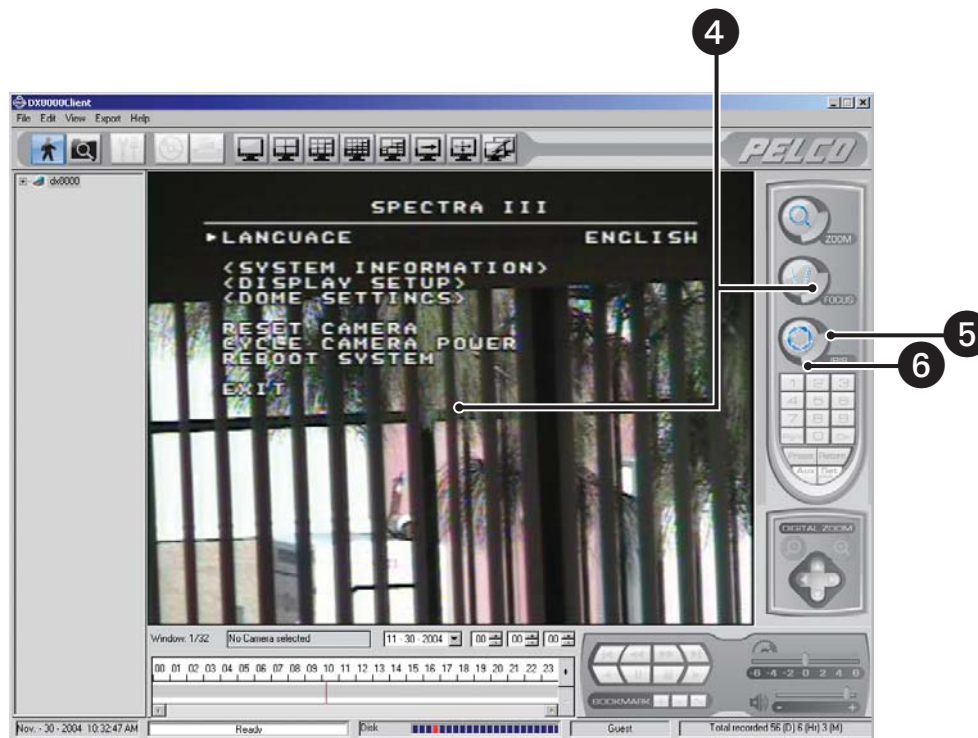 4
DX8000Client
File Edit View Export Help
PELCO
dx8000
SPECTRA III
LANGUAGE ENGLISH
<SYSTEM INFORMATION>
<DISPLAY SETUP>
<DOME SETTINGS>
RESET CAMERA
CYCLE CAMERA POWER
REBOOT SYSTEM
EXIT
ZOOM
FOCUS
5
IRIS
6
1 2 3
4 5 6
7 8 9
0
Preset Return
Aux Set
DIGITAL ZOOM
Window: 1/32 No Camera selected 11 - 30 - 2004 00 00 00
00 01 02 03 04 05 06 07 08 09 10 11 12 13 14 15 16 17 18 19 20 21 22 23
-6 -4 -2 0 2 4 6
BOOKMARK + - >
- +
Nov. - 30 - 2004 10:32:47 AM Ready Disk Guest Total recorded 56 (D) 6 (Hr) 3 (M)